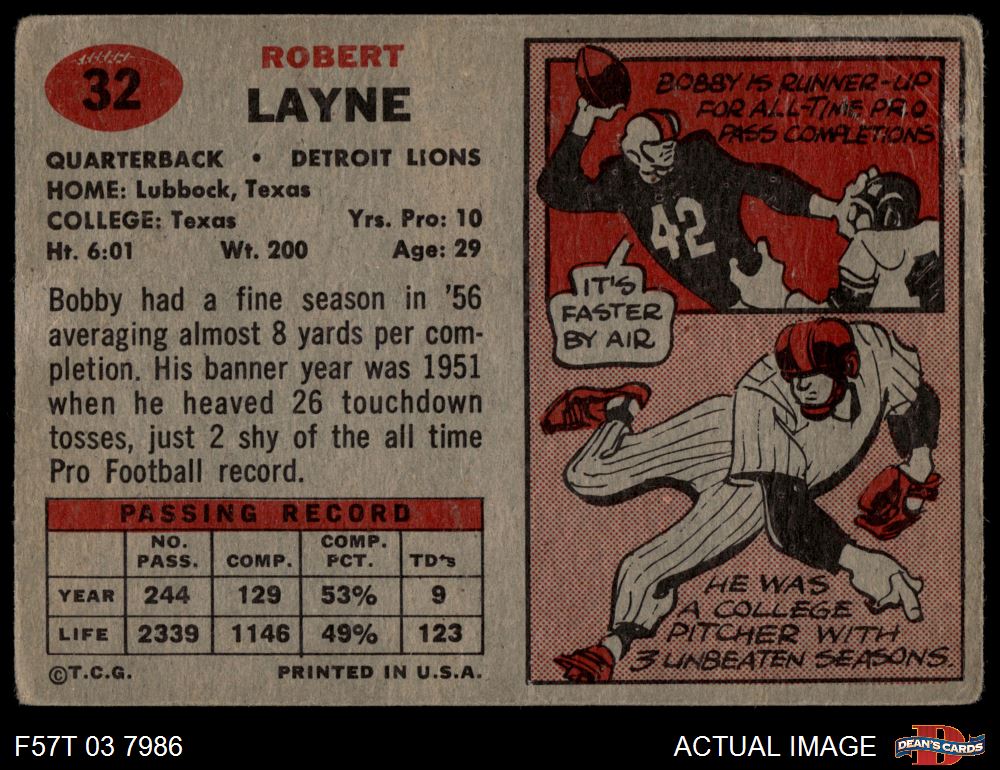 32
ROBERT
LAYNE
QUARTERBACK • DETROIT LIONS
HOME: Lubbock, Texas
COLLEGE: Texas Yrs. Pro: 10
Ht. 6:01 Wt. 200 Age: 29
Bobby had a fine season in '56
averaging almost 8 yards per com-
pletion. His banner year was 1951
when he heaved 26 touchdown
tosses, just 2 shy of the all time
Pro Football record.
PASSING RECORD
NO. PASS. COMP. COMP. PCT. TD's
YEAR 244 129 53% 9
LIFE 2339 1146 49% 123
©T.C.G. PRINTED IN U.S.A.
BOBBY IS RUNNER-UP
FOR ALL-TIME PRO
PASS COMPLETIONS
42
IT'S
FASTER
BY AIR
HE WAS
A COLLEGE
PITCHER WITH
3 UNBEATEN SEASONS
F57T 03 7986
ACTUAL IMAGE
D
DEAN'S CARDS